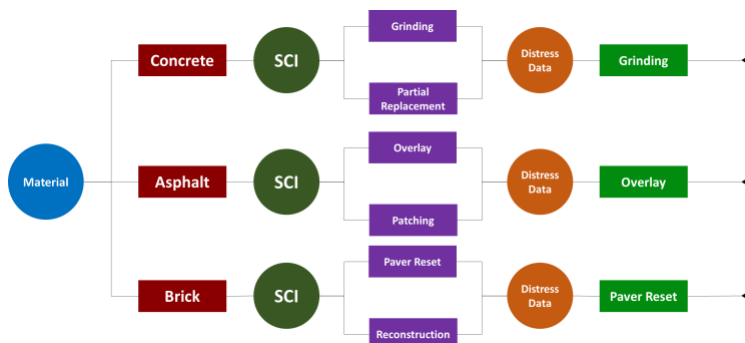 Grinding
Concrete
SCI
Distress
Data
Grinding
Partial
Replacement
Overlay
Material
Asphalt
SCI
Distress
Data
Overlay
Patching
Paver Reset
Brick
SCI
Distress
Data
Paver Reset
Reconstruction